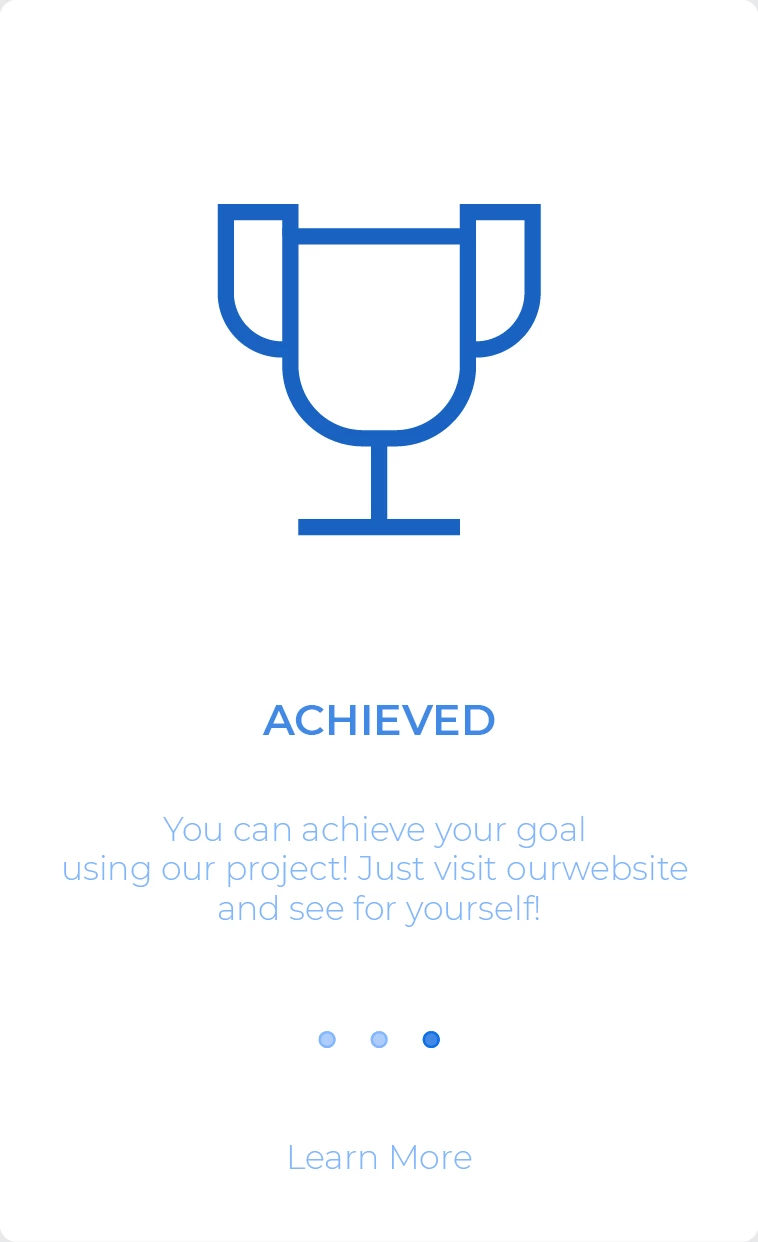 ACHIEVED
You can achieve your goal
using our project! Just visit ourwebsite
and see for yourself!
Learn More